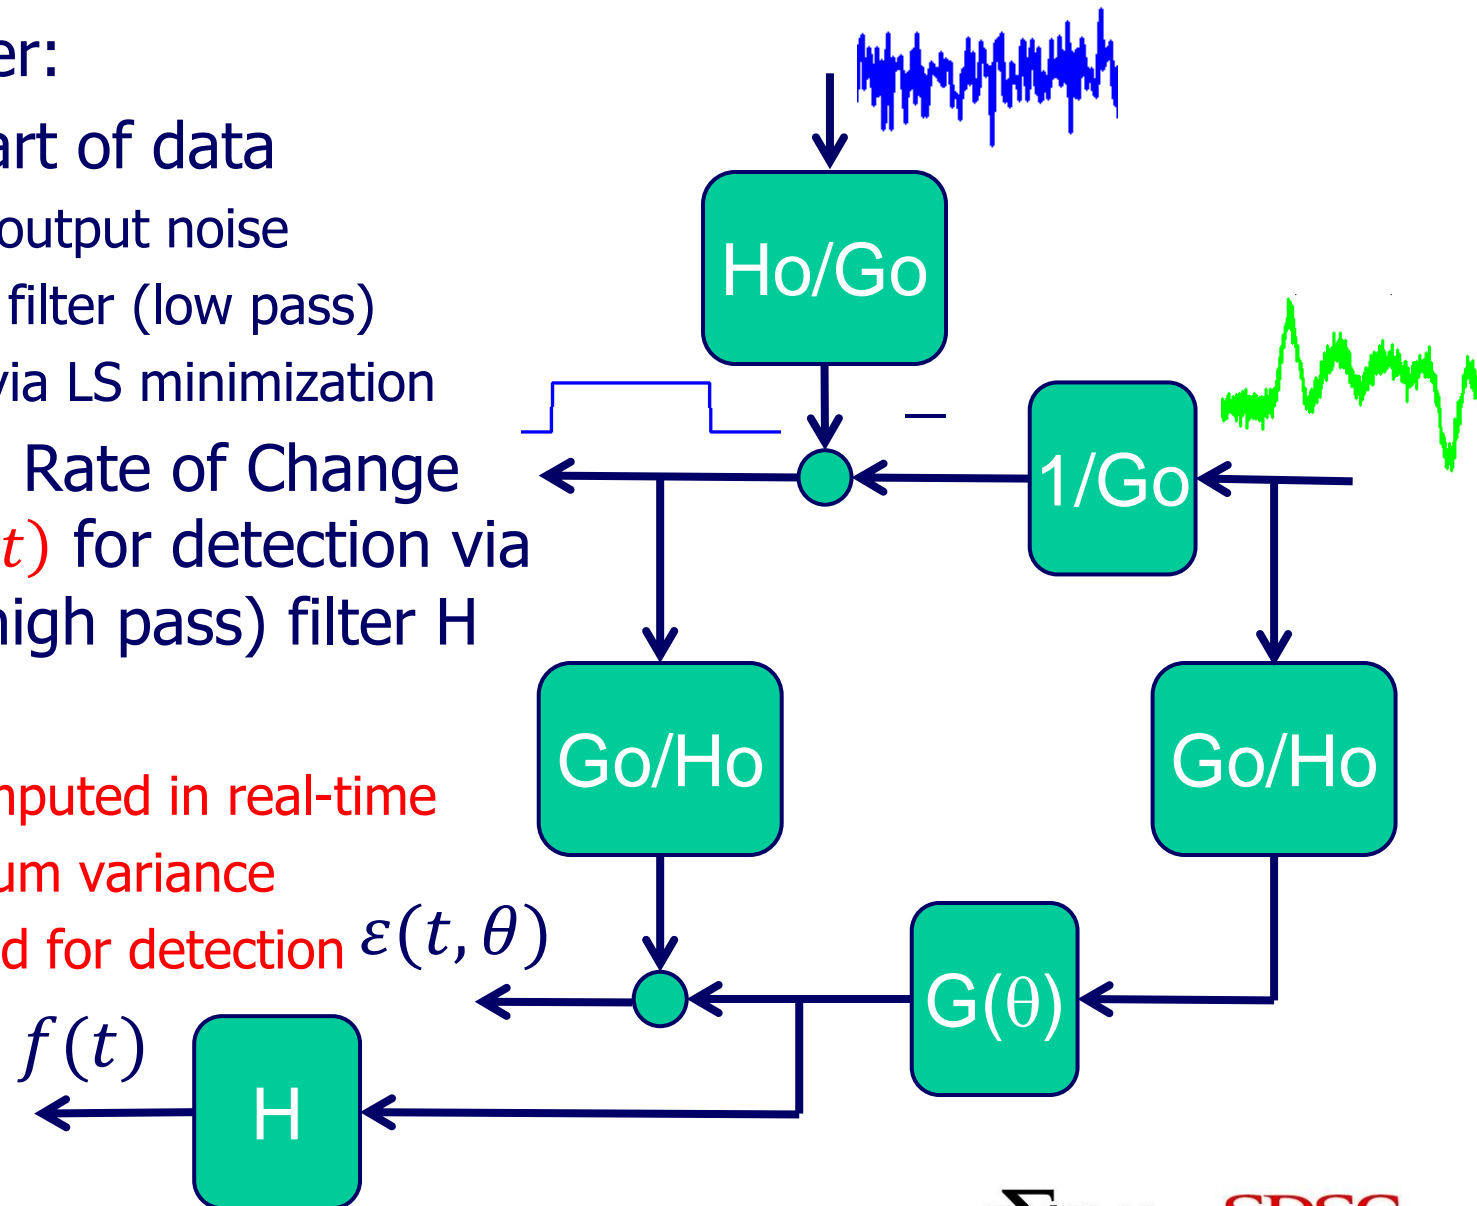 er:
art of data
output noise
filter (low pass)
via LS minimization
Rate of Change
t) for detection via
high pass) filter H
mputed in real-time
um variance
d for detection
ε(t, θ)
f(t)
H
Ho/Go
–
1/Go
Go/Ho
Go/Ho
G(θ)